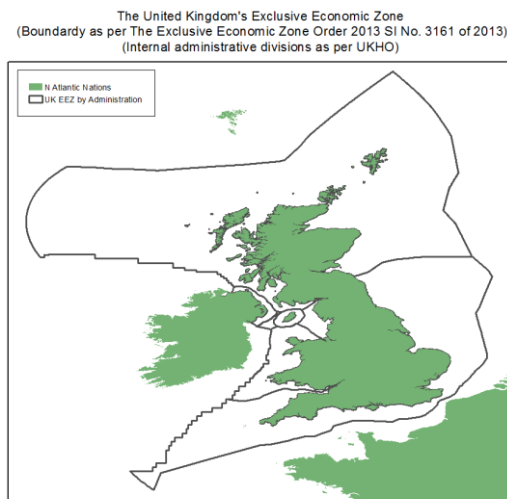 The United Kingdom's Exclusive Economic Zone
(Boundardy as per The Exclusive Economic Zone Order 2013 SI No. 3161 of 2013)
(Internal administrative divisions as per UKHO)
N Atlantic Nations
UK EEZ by Administration